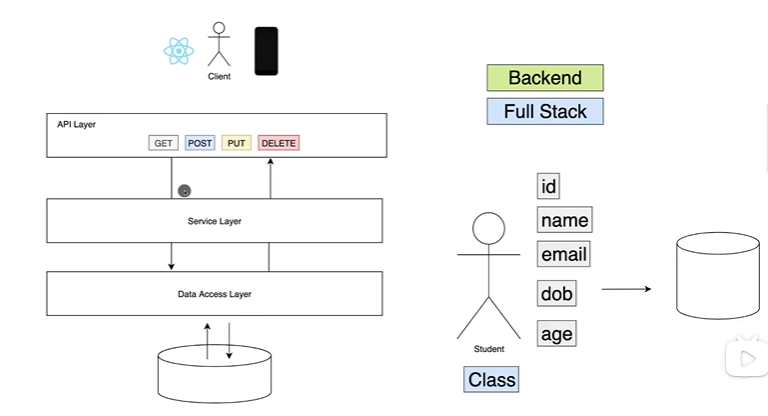 Client
API Layer
GET POST PUT DELETE
Service Layer
Data Access Layer
Backend
Full Stack
id
name
email
dob
age
Student
Class